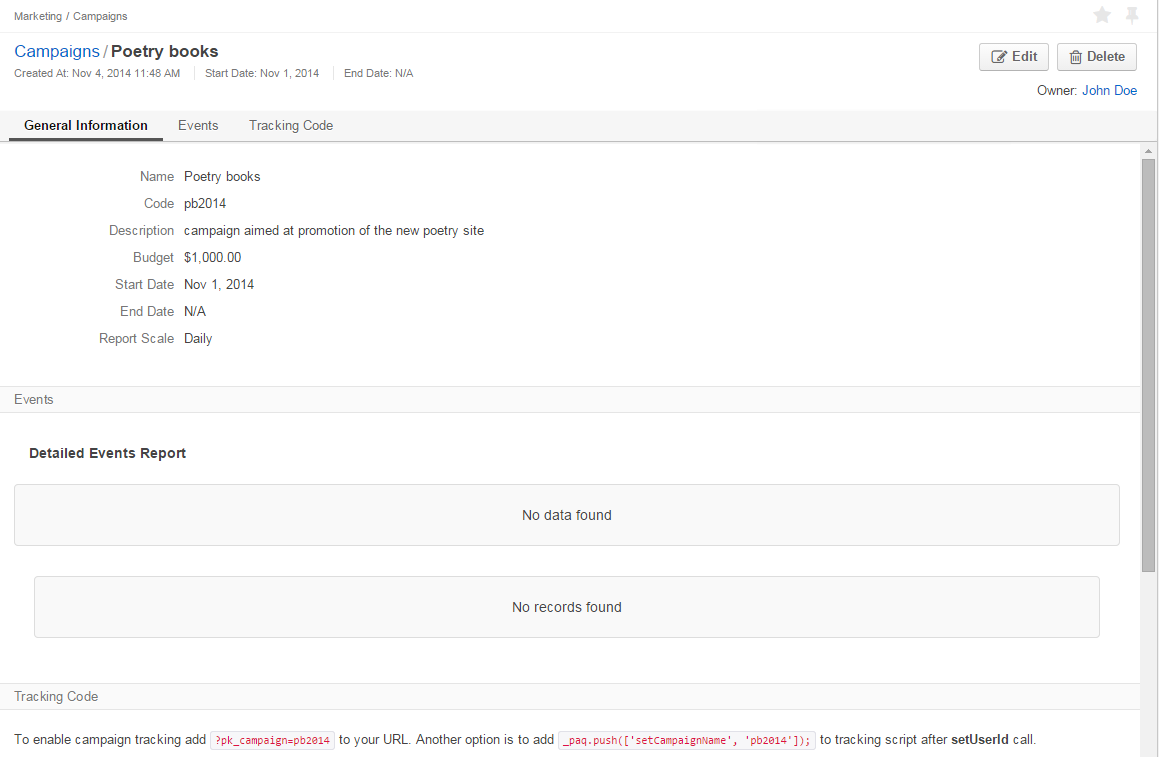 Marketing / Campaigns
Campaigns / Poetry books
Edit
Delete
Created At: Nov 4, 2014 11:48 AM Start Date: Nov 1, 2014 End Date: N/A
Owner: John Doe
General Information Events Tracking Code
Name Poetry books
Code pb2014
Description campaign aimed at promotion of the new poetry site
Budget $1,000.00
Start Date Nov 1, 2014
End Date N/A
Report Scale Daily
Events
Detailed Events Report
No data found
No records found
Tracking Code
To enable campaign tracking add ?pk_campaign=pb2014 to your URL. Another option is to add _paq.push(['setCampaignName', 'pb2014']); to tracking script after setUserId call.